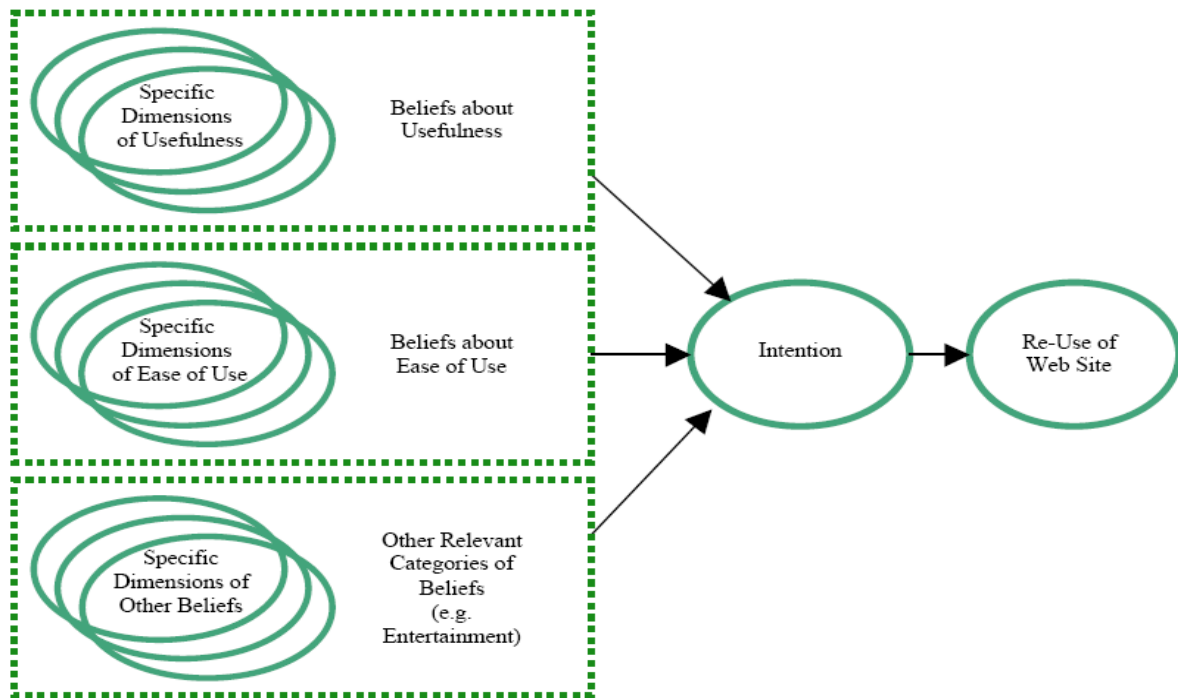 Specific
Dimensions
of Usefulness
Beliefs about
Usefulness
Specific
Dimensions
of Ease of Use
Beliefs about
Ease of Use
Intention
Re-Use of
Web Site
Specific
Dimensions of
Other Beliefs
Other Relevant
Categories of
Beliefs
(e.g.
Entertainment)